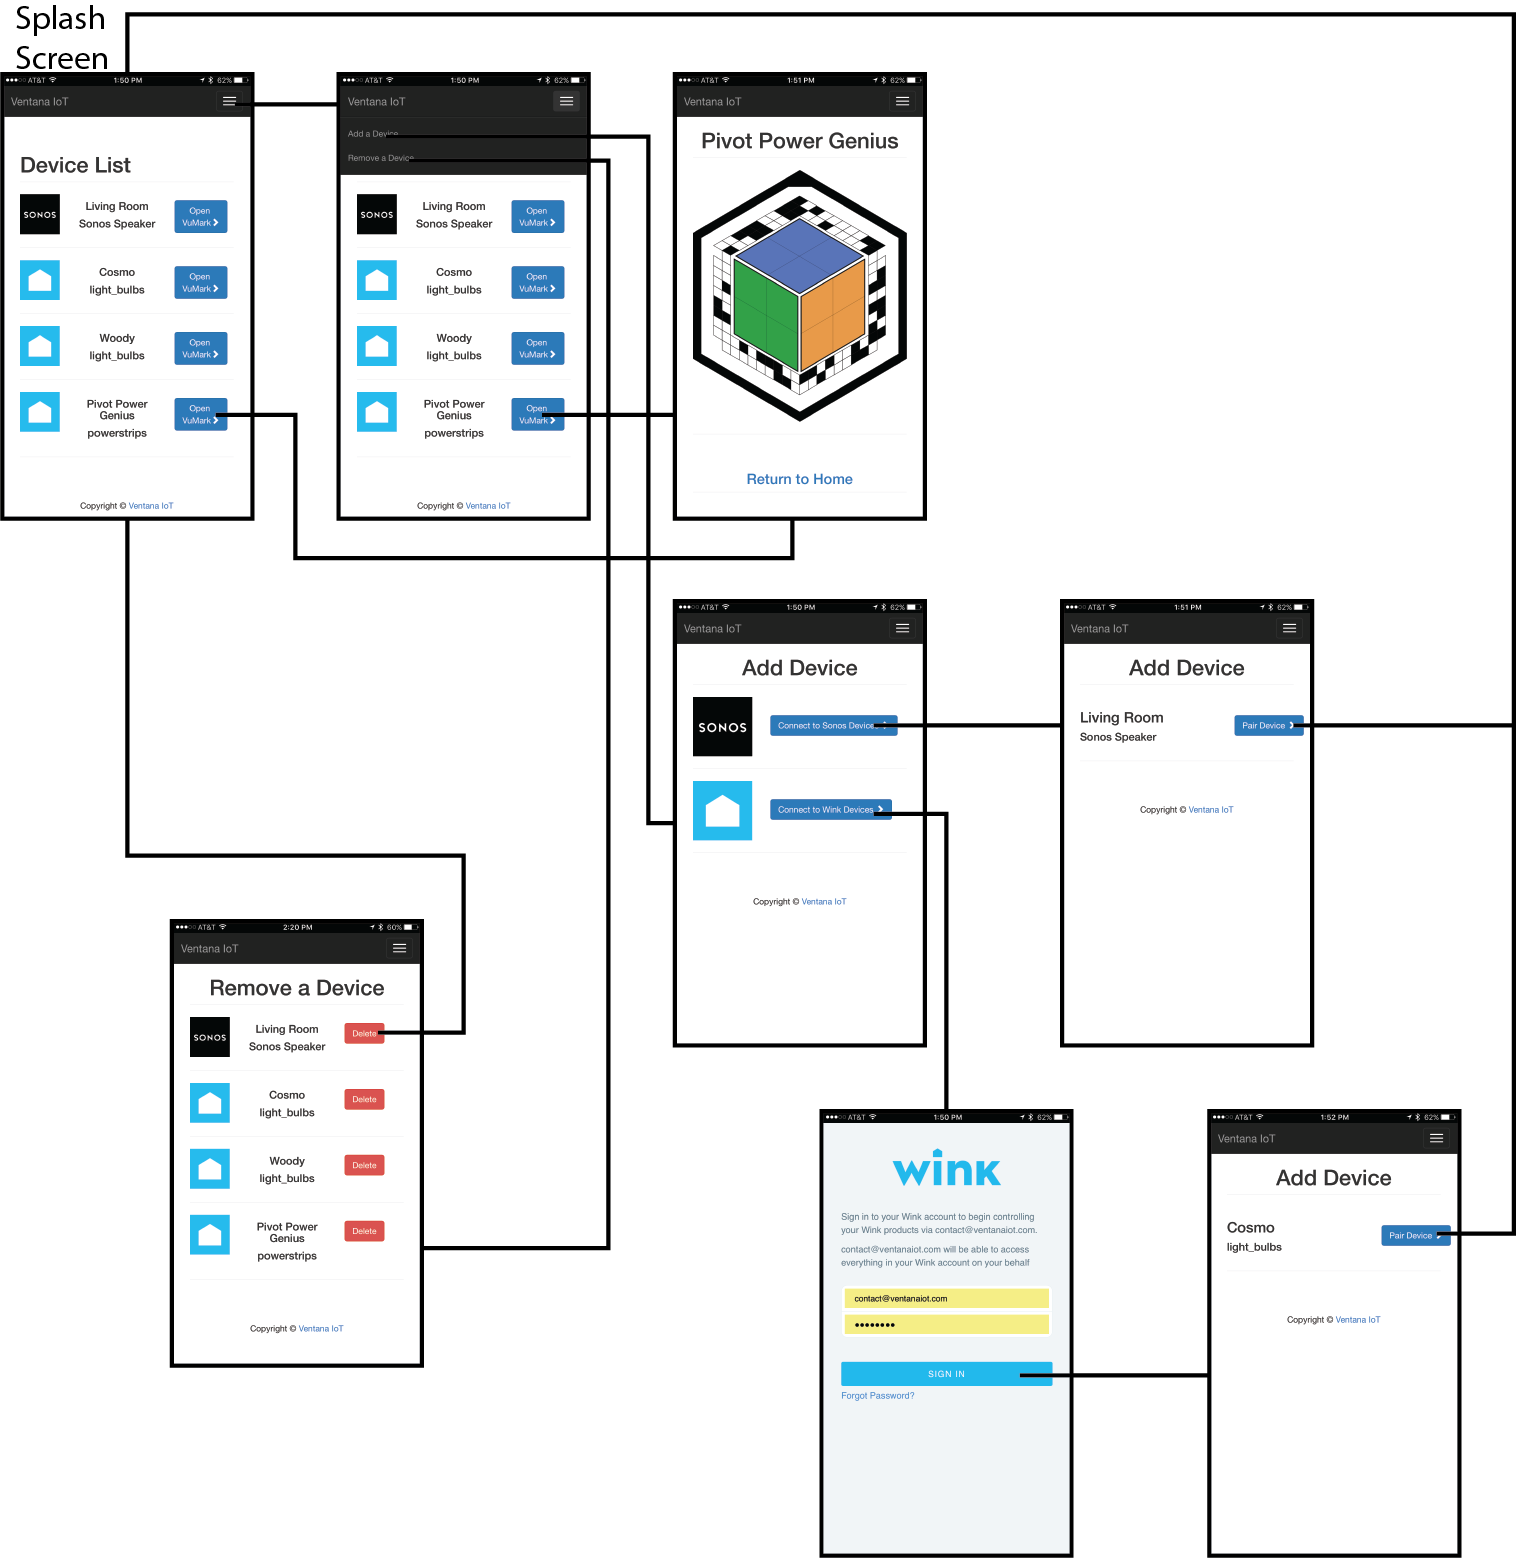 Splash
Screen
AT&T 1:50 PM 62%
Ventana IoT
Device List
SONOS
Living Room
Sonos Speaker
Open
VuMark
Cosmo
light_bulbs
Open
VuMark
Woody
light_bulbs
Open
VuMark
Pivot Power
Genius
powerstrips
Open
VuMark
Copyright © Ventana IoT
AT&T 1:50 PM 62%
Ventana IoT
Add a Device
Remove a Device
SONOS
Living Room
Sonos Speaker
Open
VuMark
Cosmo
light_bulbs
Open
VuMark
Woody
light_bulbs
Open
VuMark
Pivot Power
Genius
powerstrips
Open
VuMark
Copyright © Ventana IoT
AT&T 1:51 PM 62%
Ventana IoT
Pivot Power Genius
Return to Home
AT&T 1:50 PM 62%
Ventana IoT
Add Device
SONOS
Connect to Sonos Devices
Connect to Wink Devices
Copyright © Ventana IoT
AT&T 1:51 PM 62%
Ventana IoT
Add Device
Living Room
Sonos Speaker
Pair Device
Copyright © Ventana IoT
AT&T 2:20 PM 60%
Ventana IoT
Remove a Device
SONOS
Living Room
Sonos Speaker
Delete
Cosmo
light_bulbs
Delete
Woody
light_bulbs
Delete
Pivot Power
Genius
powerstrips
Delete
Copyright © Ventana IoT
AT&T 1:50 PM 62%
wink
Sign in to your Wink account to begin controlling
your Wink products via contact@ventanaiot.com.
contact@ventanaiot.com will be able to access
everything in your Wink account on your behalf
contact@ventanaiot.com
••••••••
SIGN IN
Forgot Password?
AT&T 1:52 PM 62%
Ventana IoT
Add Device
Cosmo
light_bulbs
Pair Device
Copyright © Ventana IoT